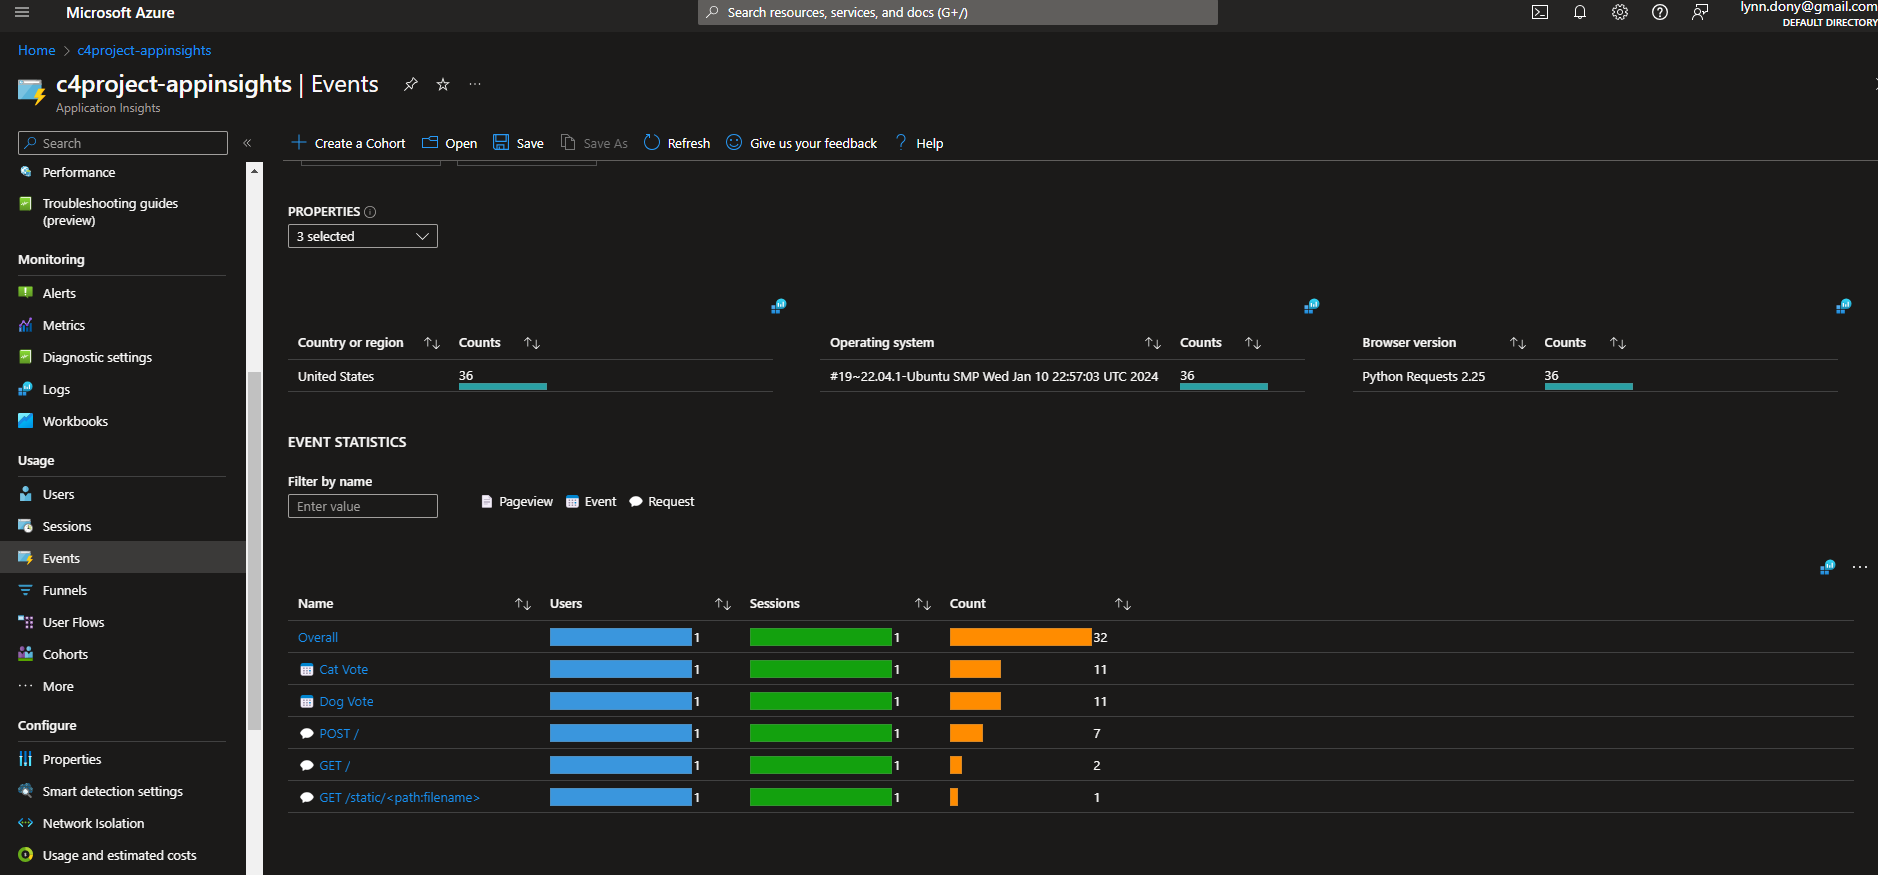 Microsoft Azure
Search resources, services, and docs (G+/)
lynn.dony@gmail.com
DEFAULT DIRECTORY
Home > c4project-appinsights
c4project-appinsights | Events
Application Insights
Search
Create a Cohort Open Save Save As Refresh Give us your feedback Help
Performance
Troubleshooting guides
(preview)
Monitoring
Alerts
Metrics
Diagnostic settings
Logs
Workbooks
Usage
Users
Sessions
Events
Funnels
User Flows
Cohorts
More
Configure
Properties
Smart detection settings
Network Isolation
Usage and estimated costs
PROPERTIES
3 selected
Country or region Counts
United States 36
Operating system Counts
#19~22.04.1-Ubuntu SMP Wed Jan 10 22:57:03 UTC 2024 36
Browser version Counts
Python Requests 2.25 36
EVENT STATISTICS
Filter by name
Enter value
Pageview Event Request
Name Users Sessions Count
Overall 1 1 32
Cat Vote 1 1 11
Dog Vote 1 1 11
POST / 1 1 7
GET / 1 1 2
GET /static/<path:filename> 1 1 1